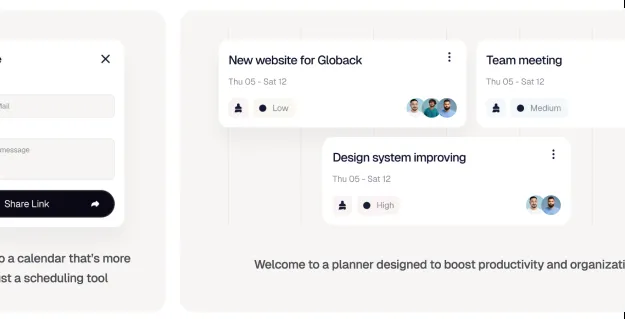 Mail
message
Share Link
o a calendar that's more
ust a scheduling tool
New website for Globack
Thu 05 - Sat 12
Low
Team meeting
Thu 05 - Sat 12
Medium
Design system improving
Thu 05 - Sat 12
High
Welcome to a planner designed to boost productivity and organizati